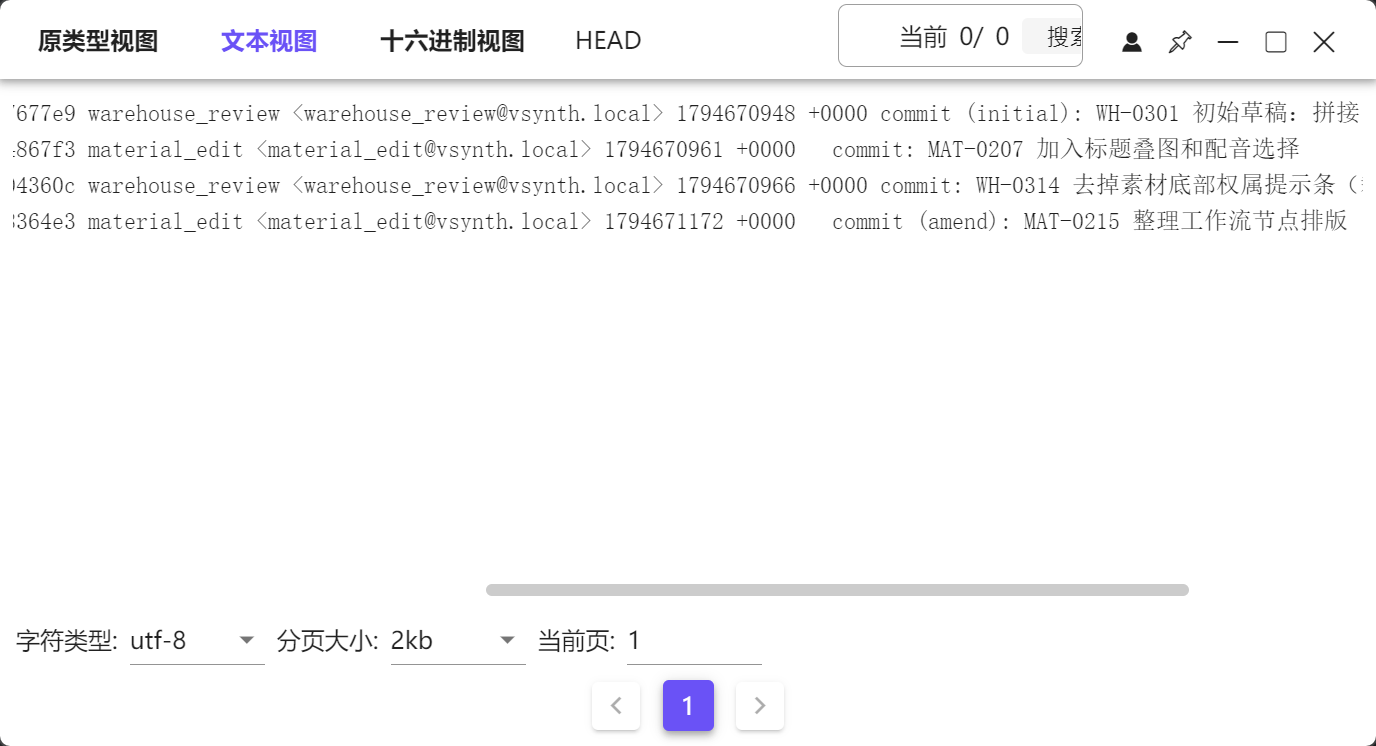 原类型视图 文本视图 十六进制视图 HEAD 当前 0/ 0 搜索
7677e9 warehouse_review <warehouse_review@vsynth.local> 1794670948 +0000 commit (initial): WH-0301 初始草稿: 拼接
867f3 material_edit <material_edit@vsynth.local> 1794670961 +0000 commit: MAT-0207 加入标题叠图和配音选择
04360c warehouse_review <warehouse_review@vsynth.local> 1794670966 +0000 commit: WH-0314 去掉素材底部权属提示条（
3364e3 material_edit <material_edit@vsynth.local> 1794671172 +0000 commit (amend): MAT-0215 整理工作流节点排版
字符类型: utf-8 分页大小: 2kb 当前页: 1
1